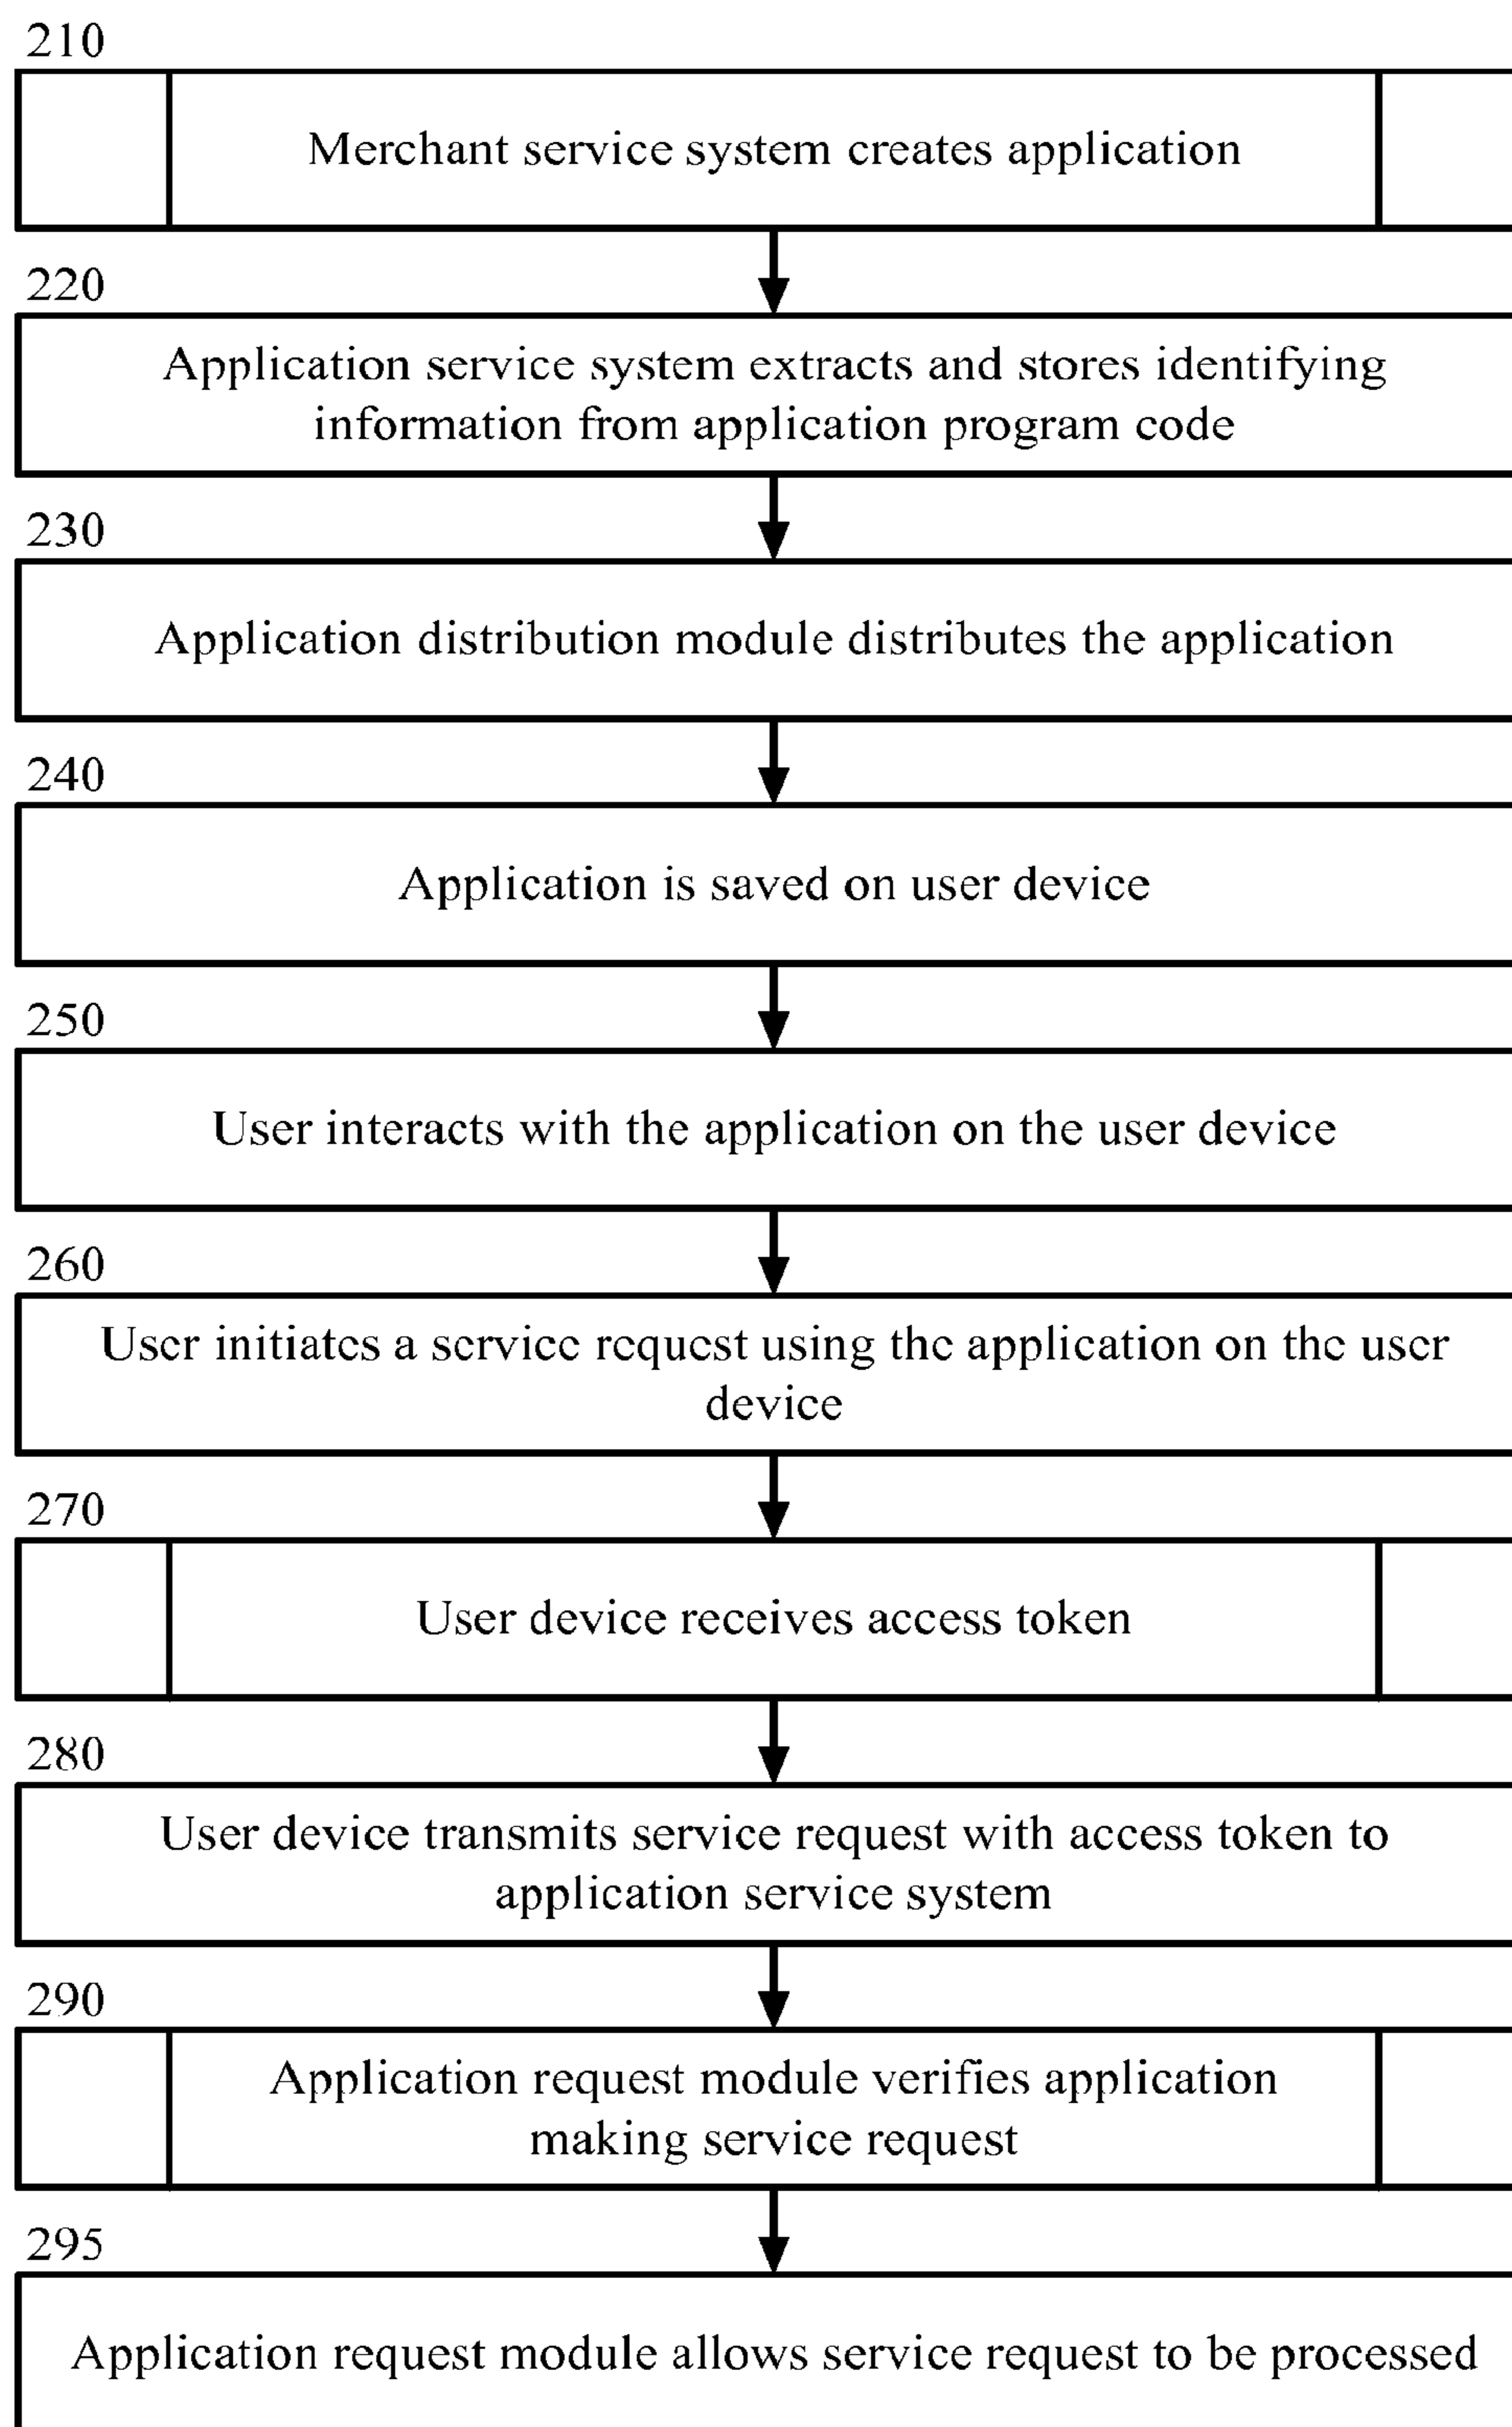 210
Merchant service system creates application
220
Application service system extracts and stores identifying
information from application program code
230
Application distribution module distributes the application
240
Application is saved on user device
250
User interacts with the application on the user device
260
User initiates a service request using the application on the user
device
270
User device receives access token
280
User device transmits service request with access token to
application service system
290
Application request module verifies application
making service request
295
Application request module allows service request to be processed